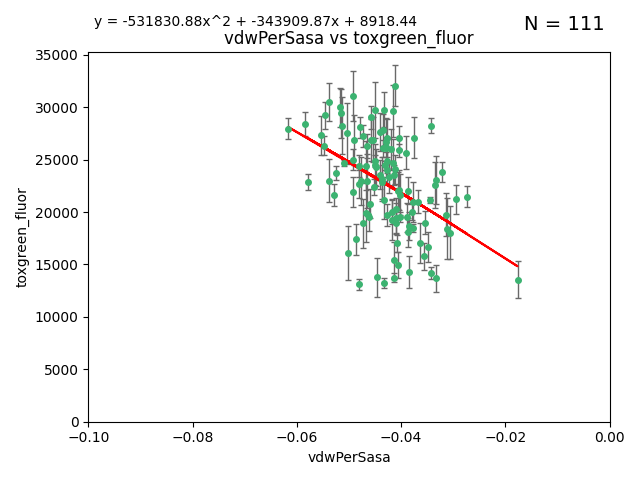 y = -531830.88x^2 + -343909.87x + 8918.44
N = 111
vdwPerSasa vs toxgreen_fluor
35000
30000
25000
20000
15000
10000
5000
0
toxgreen_fluor
−0.10 −0.08 −0.06 −0.04 −0.02 0.00
vdwPerSasa